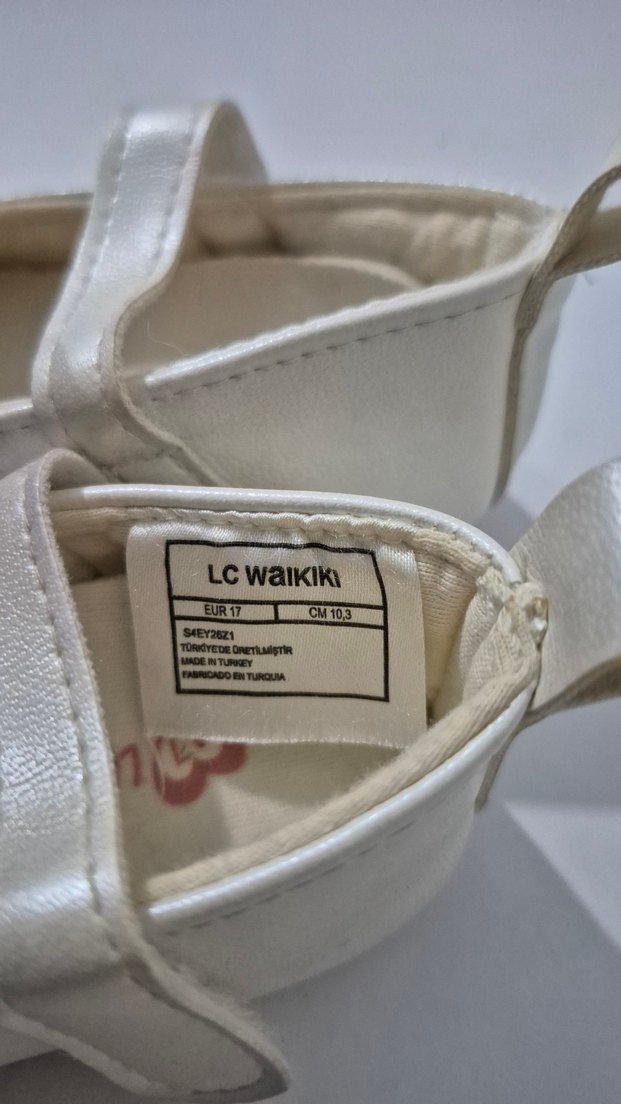 LC WAIKIKI
EUR 17 CM 10,3
S4EY26Z1
TÜRKİYE'DE ÜRETİLMİŞTİR
MADE IN TURKEY
FABRICADO EN TURQUIA